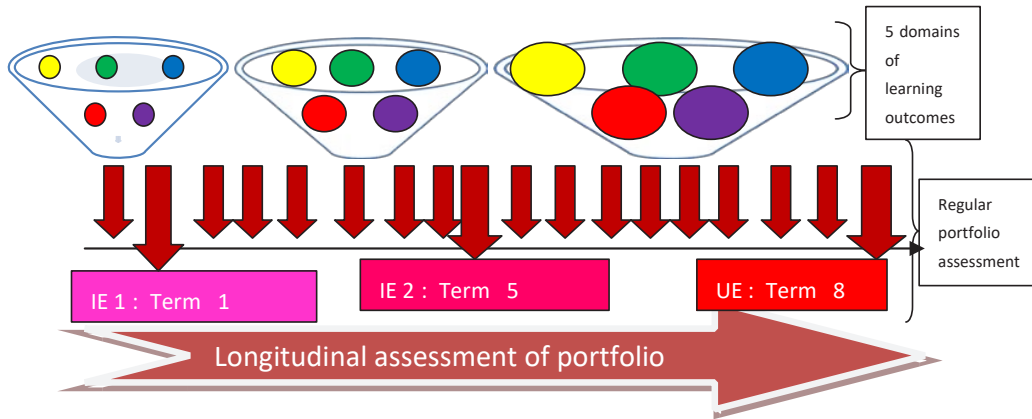 5 domains
of
learning
outcomes
Regular
portfolio
assessment
IE 1 : Term 1
IE 2 : Term 5
UE : Term 8
Longitudinal assessment of portfolio